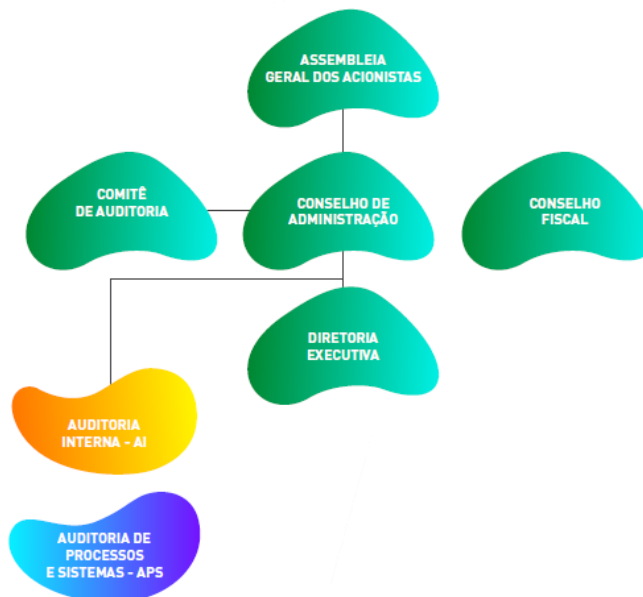 ASSEMBLEIA
GERAL DOS ACIONISTAS
COMITÊ
DE AUDITORIA
CONSELHO DE
ADMINISTRAÇÃO
CONSELHO
FISCAL
DIRETORIA
EXECUTIVA
AUDITORIA
INTERNA - AI
AUDITORIA DE
PROCESSOS
E SISTEMAS - APS